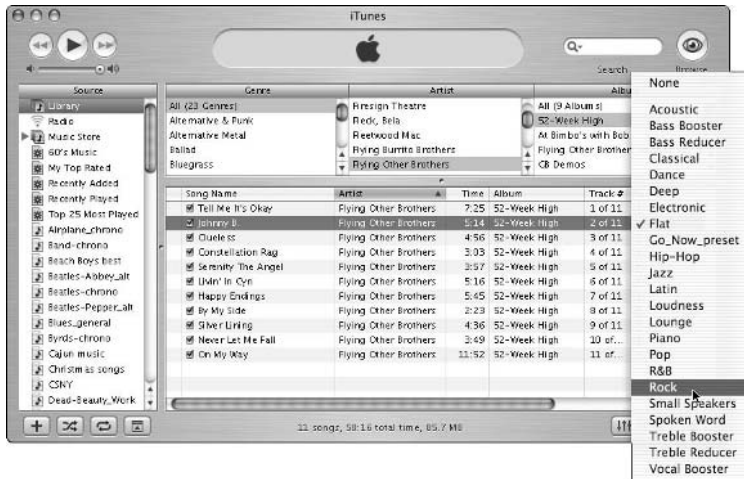 iTunes
Search
Browse
Source
Library
Radio
Music Store
60's Music
My Top Rated
Recently Added
Recently Played
Top 25 Most Played
Airplane_chrono
Band-chrono
Beach Boys best
Beatles-Abbey_alt
Beatles-chrono
Beatles-Pepper_alt
Blues_general
Byrds-chrono
Cajun music
Christmas songs
CSNY
Dead-Beauty_Work
Genre
All (23 Genres)
Alternative & Punk
Alternative Metal
Ballad
Bluegrass
Artist
Firesign Theatre
Fleck, Bela
Fleetwood Mac
Flying Burrito Brothers
Flying Other Brothers
Albu
All (9 Albums)
52-Week High
At Bimbo's with Bob
Flying Other Brother
CB Demos
Song Name Artist Time Album Track #
Tell Me It's Okay Flying Other Brothers 7:25 52-Week High 1 of 11
Johnny B. Flying Other Brothers 5:14 52-Week High 2 of 11
Clueless Flying Other Brothers 4:56 52-Week High 3 of 11
Constellation Rag Flying Other Brothers 3:03 52-Week High 4 of 11
Serenity The Angel Flying Other Brothers 3:57 52-Week High 5 of 11
Livin' In Cyn Flying Other Brothers 5:16 52-Week High 6 of 11
Happy Endings Flying Other Brothers 5:45 52-Week High 7 of 11
By My Side Flying Other Brothers 2:23 52-Week High 8 of 11
Silver Lining Flying Other Brothers 4:36 52-Week High 9 of 11
Never Let Me Fall Flying Other Brothers 3:49 52-Week High 10 of...
On My Way Flying Other Brothers 11:52 52-Week High 11 of...
11 songs, 58:16 total time, 85.7 MB
None
Acoustic
Bass Booster
Bass Reducer
Classical
Dance
Deep
Electronic
✓ Flat
Go_Now_preset
Hip-Hop
Jazz
Latin
Loudness
Lounge
Piano
Pop
R&B
Rock
Small Speakers
Spoken Word
Treble Booster
Treble Reducer
Vocal Booster